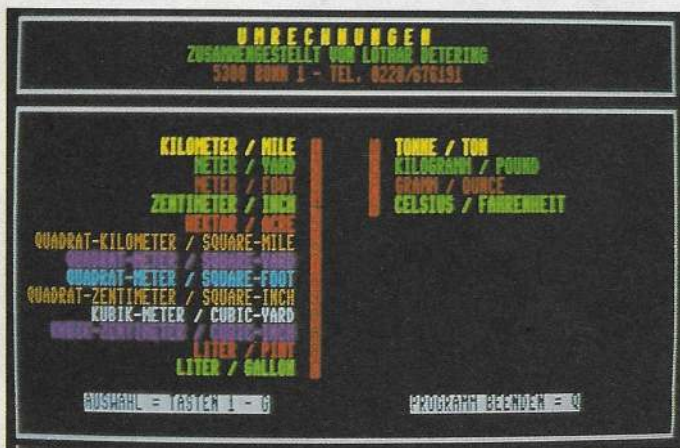 UMRECHNUNGEN
ZUSAMMENGESTELLT VON LOTHAR DETERING
5300 BONN 1 - TEL. 0228/676191
KILOMETER / MILE
METER / YARD
METER / FOOT
ZENTIMETER / INCH
HEKTAR / ACRE
QUADRAT-KILOMETER / SQUARE-MILE
QUADRAT-METER / SQUARE-YARD
QUADRAT-METER / SQUARE-FOOT
QUADRAT-ZENTIMETER / SQUARE-INCH
KUBIK-METER / CUBIC-YARD
LITER / PINT
LITER / GALLON
TONNE / TON
KILOGRAMM / POUND
GRAMM / OUNCE
CELSIUS / FAHRENHEIT
AUSWAHL = TASTEN 1 - G
PROGRAMM BEENDEN = Q